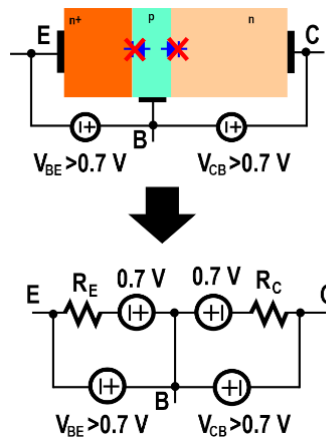 n+ p n
E C
|+ |+
B
V_BE>0.7 V V_CB>0.7 V
0.7 V 0.7 V
E R_E R_C C
|+ +|
|+ +|
B
V_BE>0.7 V V_CB>0.7 V